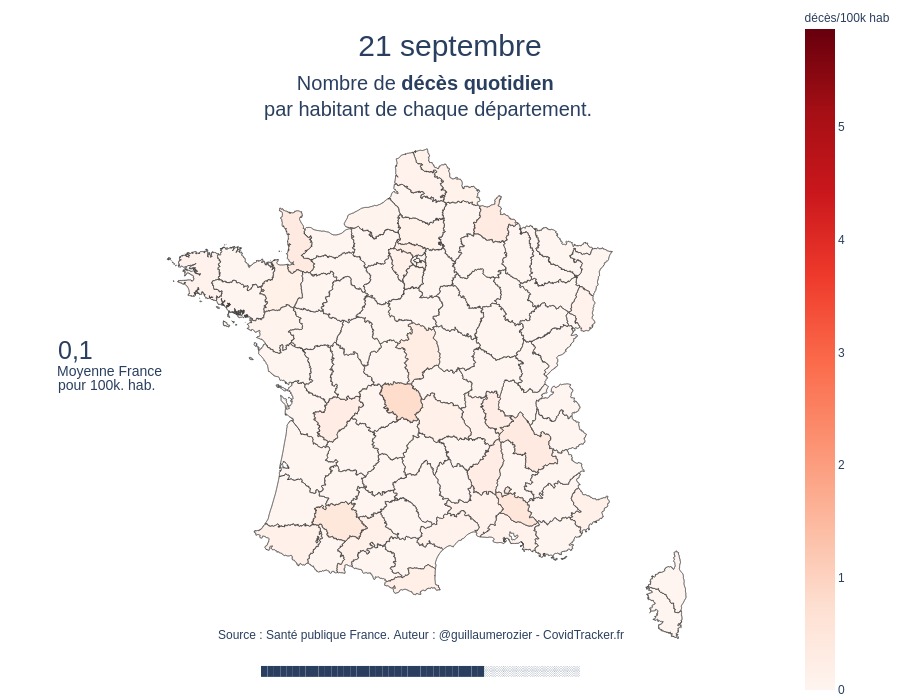 décès/100k hab
21 septembre
Nombre de décès quotidien
par habitant de chaque département.
5
4
3
2
1
0
0,1
Moyenne France
pour 100k. hab.
Source : Santé publique France. Auteur : @guillaumerozier - CovidTracker.fr